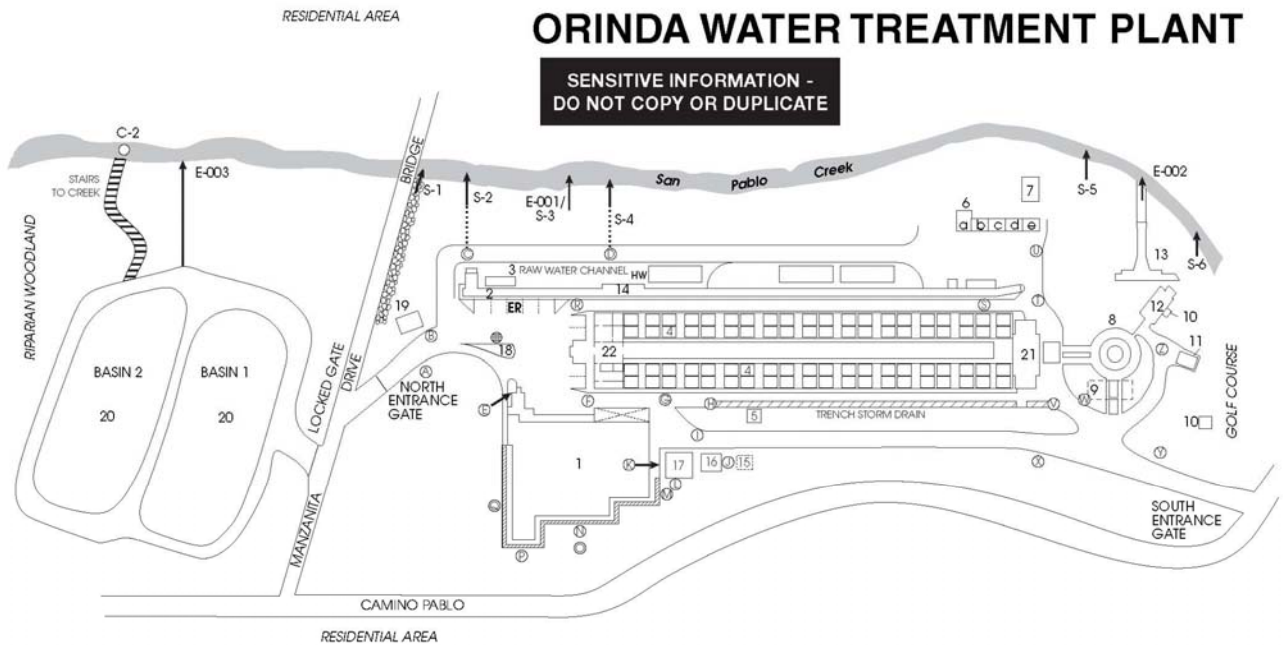 RESIDENTIAL AREA
ORINDA WATER TREATMENT PLANT
SENSITIVE INFORMATION -
DO NOT COPY OR DUPLICATE
C-2
STAIRS
TO CREEK
E-003
BRIDGE
S-1
S-2
E-001/
S-3
S-4
San Pablo Creek
S-5
E-002
S-6
RIPARIAN WOODLAND
6
7
a b c d e
C
D
U
13
3 RAW WATER CHANNEL
HW
2
14
ER
19
B
R
S
T
8
12
10
11
18
22
4
4
21
Z
9
W
A
BASIN 2
20
BASIN 1
20
LOCKED GATE
DRIVE
MANZANITA
NORTH
ENTRANCE
GATE
E
F
G
H
5
TRENCH STORM DRAIN
V
I
10
GOLF COURSE
1
K
17
16
J
15
L
M
X
Y
Q
N
O
P
SOUTH
ENTRANCE
GATE
CAMINO PABLO
RESIDENTIAL AREA